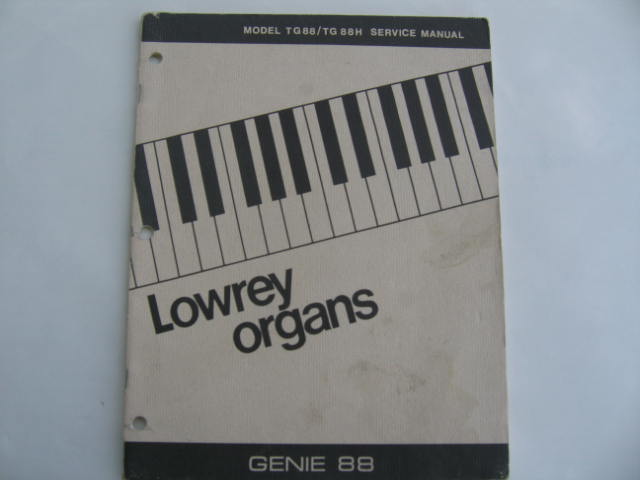 MODEL TG88/TG88H SERVICE MANUAL
Lowrey
organs
GENIE 88